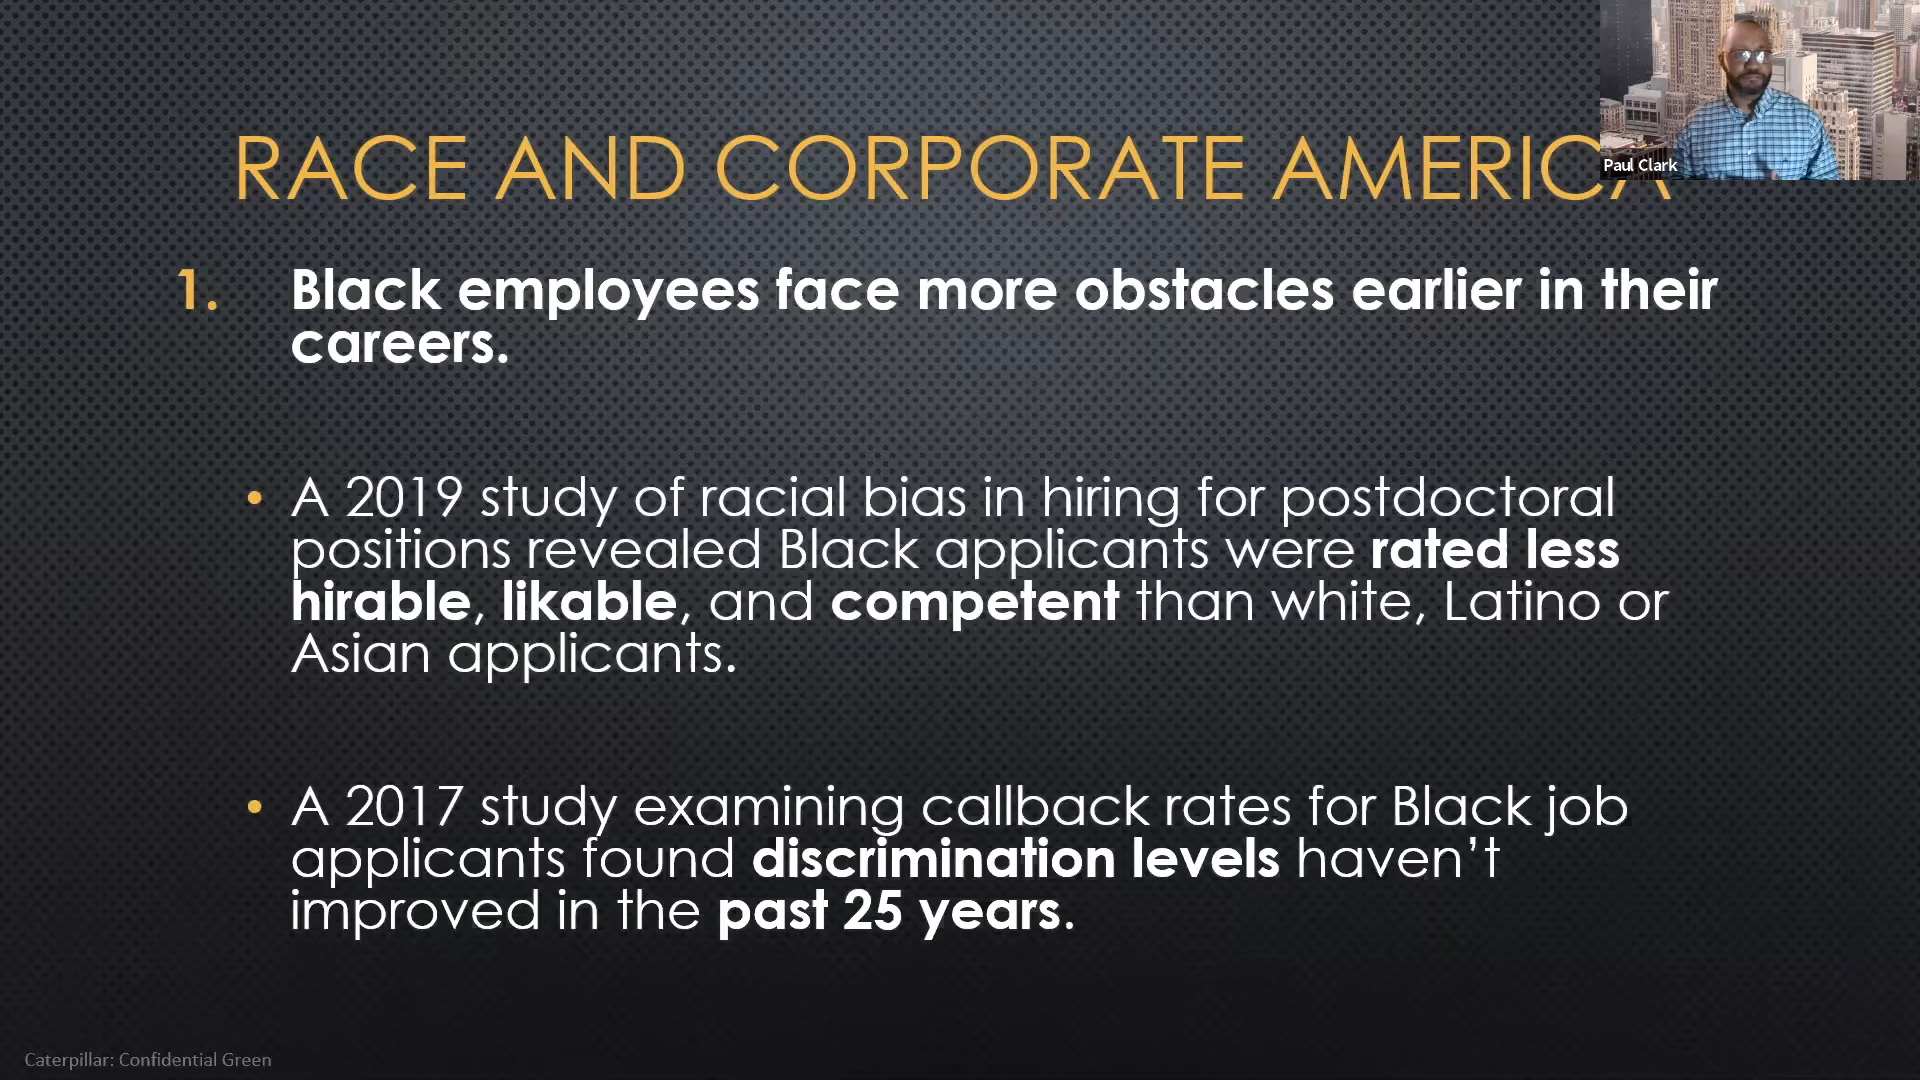 RACE AND CORPORATE AMERICA
Paul Clark
1. Black employees face more obstacles earlier in their
careers.
• A 2019 study of racial bias in hiring for postdoctoral
positions revealed Black applicants were rated less
hirable, likable, and competent than white, Latino or
Asian applicants.
• A 2017 study examining callback rates for Black job
applicants found discrimination levels haven’t
improved in the past 25 years.
Caterpillar: Confidential Green